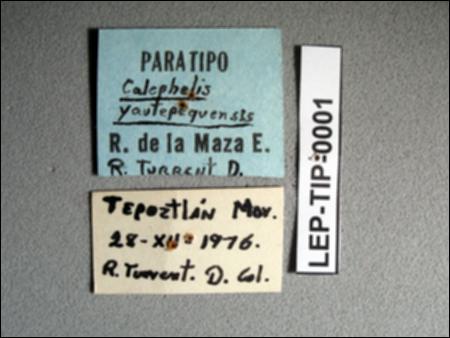 PARATIPO
Calephelis
yautepequensis
R. de la Maza E.
R. Turrent D.
Tepoztlán Mor.
28-XII-1976.
R. Turrent. D. Col.
LEP-TIP-0001